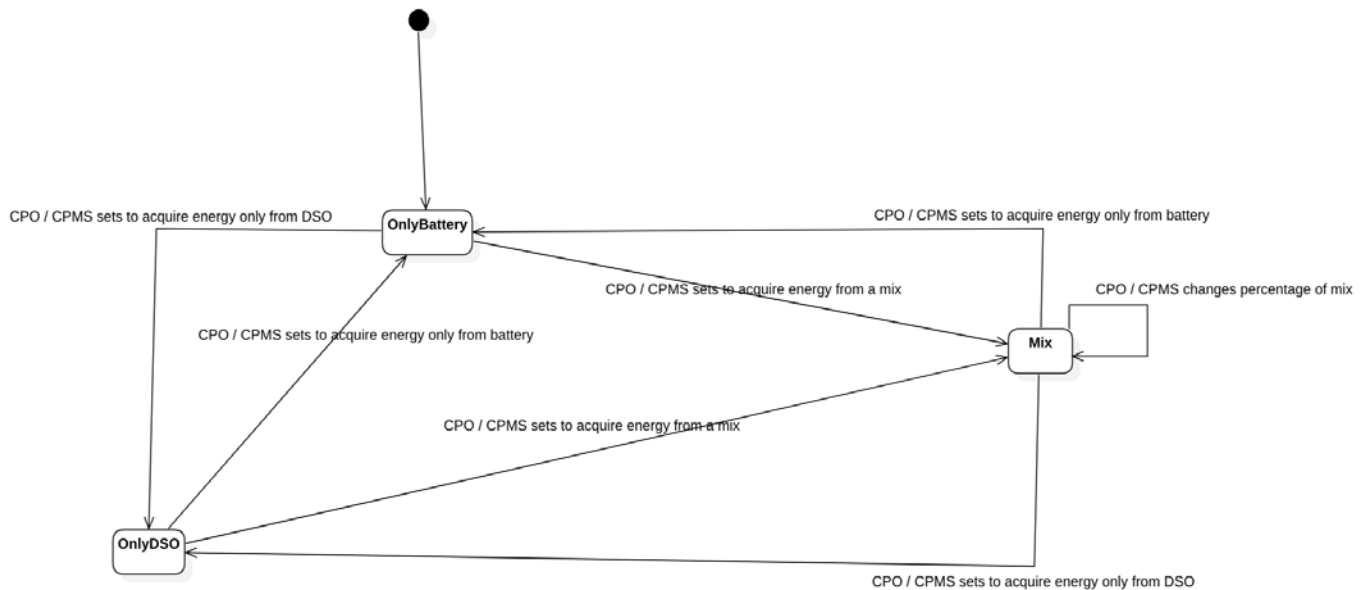 CPO / CPMS sets to acquire energy only from DSO
OnlyBattery
CPO / CPMS sets to acquire energy only from battery
CPO / CPMS sets to acquire energy from a mix
CPO / CPMS changes percentage of mix
CPO / CPMS sets to acquire energy only from battery
Mix
CPO / CPMS sets to acquire energy from a mix
OnlyDSO
CPO / CPMS sets to acquire energy only from DSO